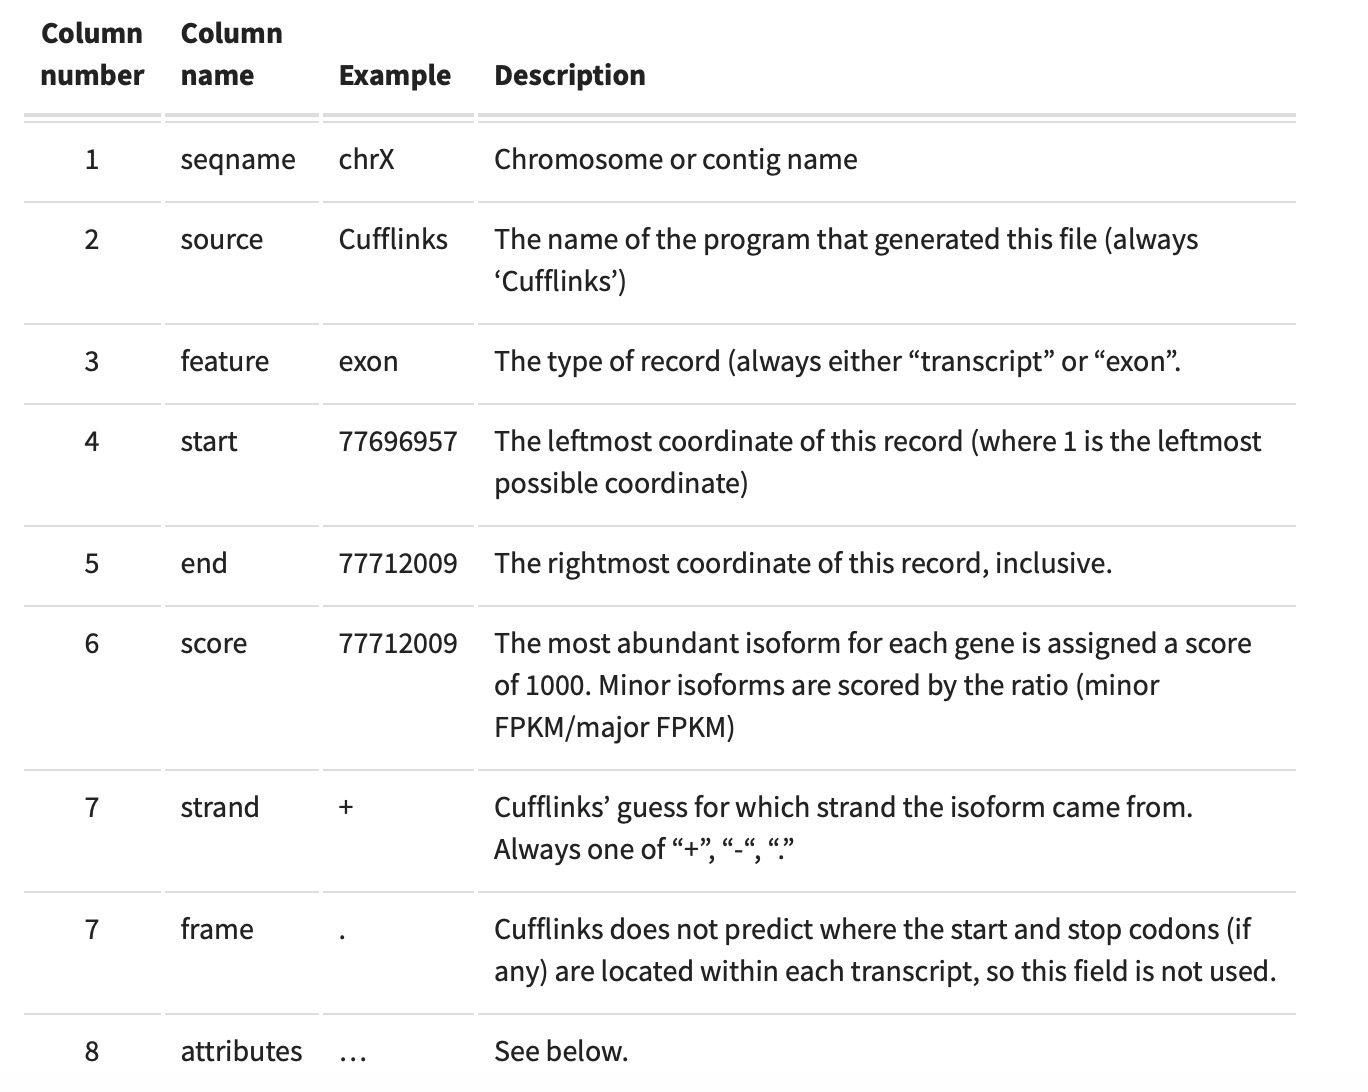 Column number Column name Example Description
1 seqname chrX Chromosome or contig name
2 source Cufflinks The name of the program that generated this file (always
‘Cufflinks’)
3 feature exon The type of record (always either “transcript” or “exon”.
4 start 77696957 The leftmost coordinate of this record (where 1 is the leftmost
possible coordinate)
5 end 77712009 The rightmost coordinate of this record, inclusive.
6 score 77712009 The most abundant isoform for each gene is assigned a score
of 1000. Minor isoforms are scored by the ratio (minor
FPKM/major FPKM)
7 strand + Cufflinks’ guess for which strand the isoform came from.
Always one of “+”, “-“, “.”
7 frame . Cufflinks does not predict where the start and stop codons (if
any) are located within each transcript, so this field is not used.
8 attributes … See below.